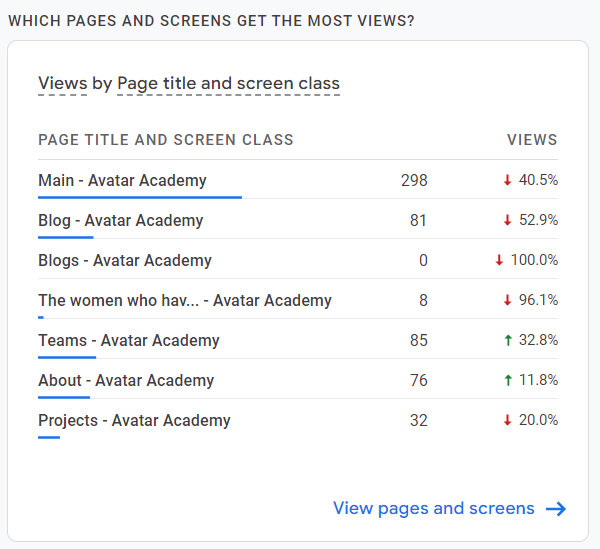 WHICH PAGES AND SCREENS GET THE MOST VIEWS?
Views by Page title and screen class
PAGE TITLE AND SCREEN CLASS VIEWS
Main - Avatar Academy 298 ↓ 40.5%
Blog - Avatar Academy 81 ↓ 52.9%
Blogs - Avatar Academy 0 ↓ 100.0%
The women who hav... - Avatar Academy 8 ↓ 96.1%
Teams - Avatar Academy 85 ↑ 32.8%
About - Avatar Academy 76 ↑ 11.8%
Projects - Avatar Academy 32 ↓ 20.0%
View pages and screens →